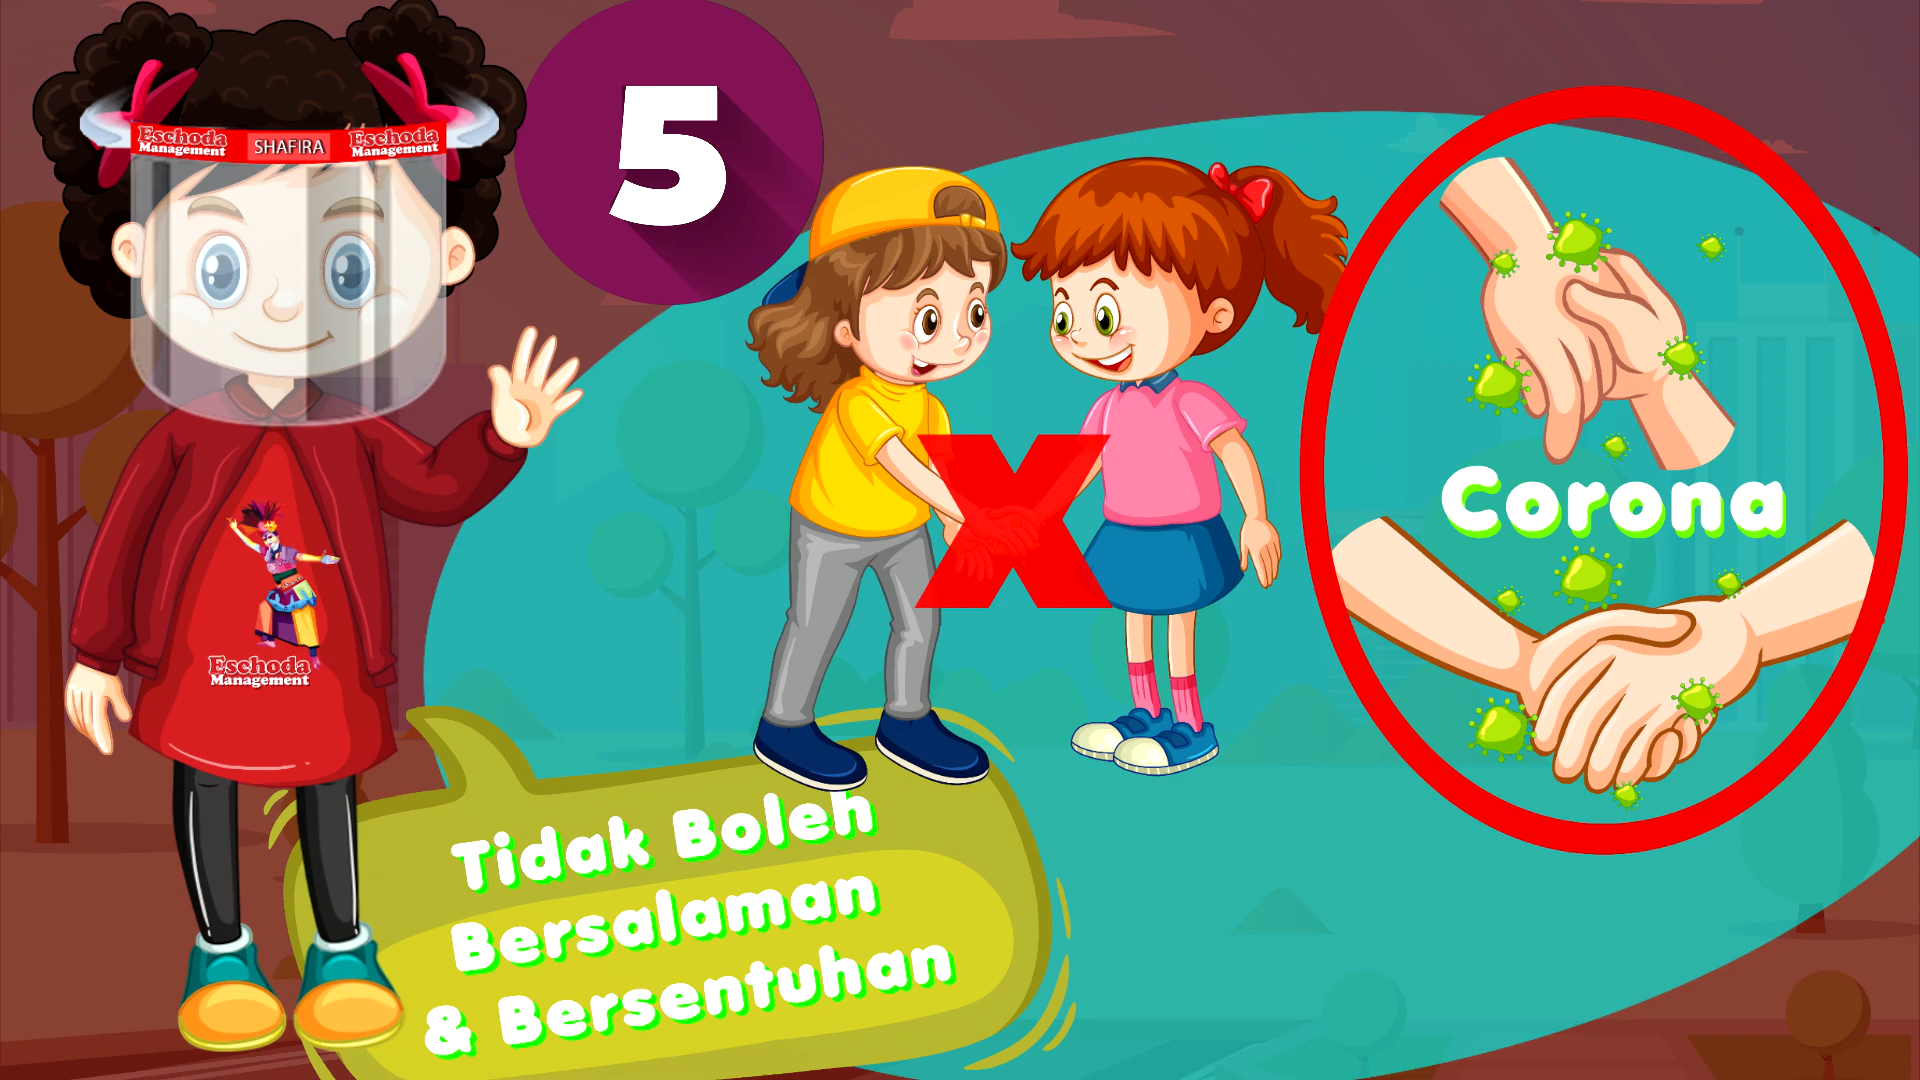 Eschoda
Management
SHAFIRA
Eschoda
Management
5
X
Corona
Eschoda
Management
Tidak Boleh
Bersalaman
& Bersentuhan